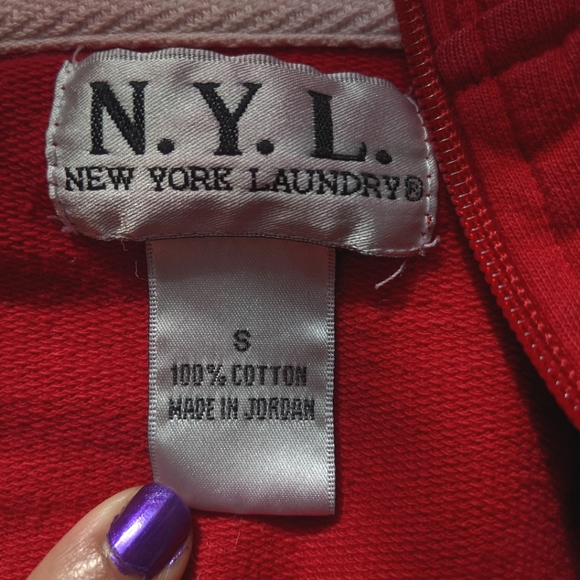 N. Y. L.
NEW YORK LAUNDRY®
S
100% COTTON
MADE IN JORDAN